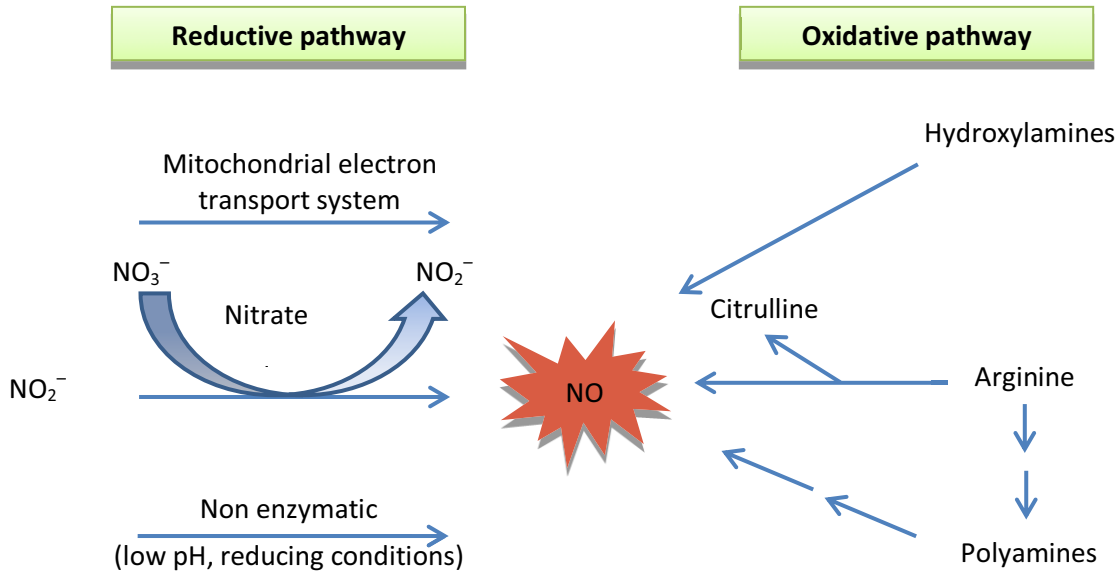 Reductive pathway
Oxidative pathway
Hydroxylamines
Mitochondrial electron
transport system
NO₃⁻
NO₂⁻
Nitrate
Citrulline
NO₂⁻
NO
Arginine
Non enzymatic
(low pH, reducing conditions)
Polyamines